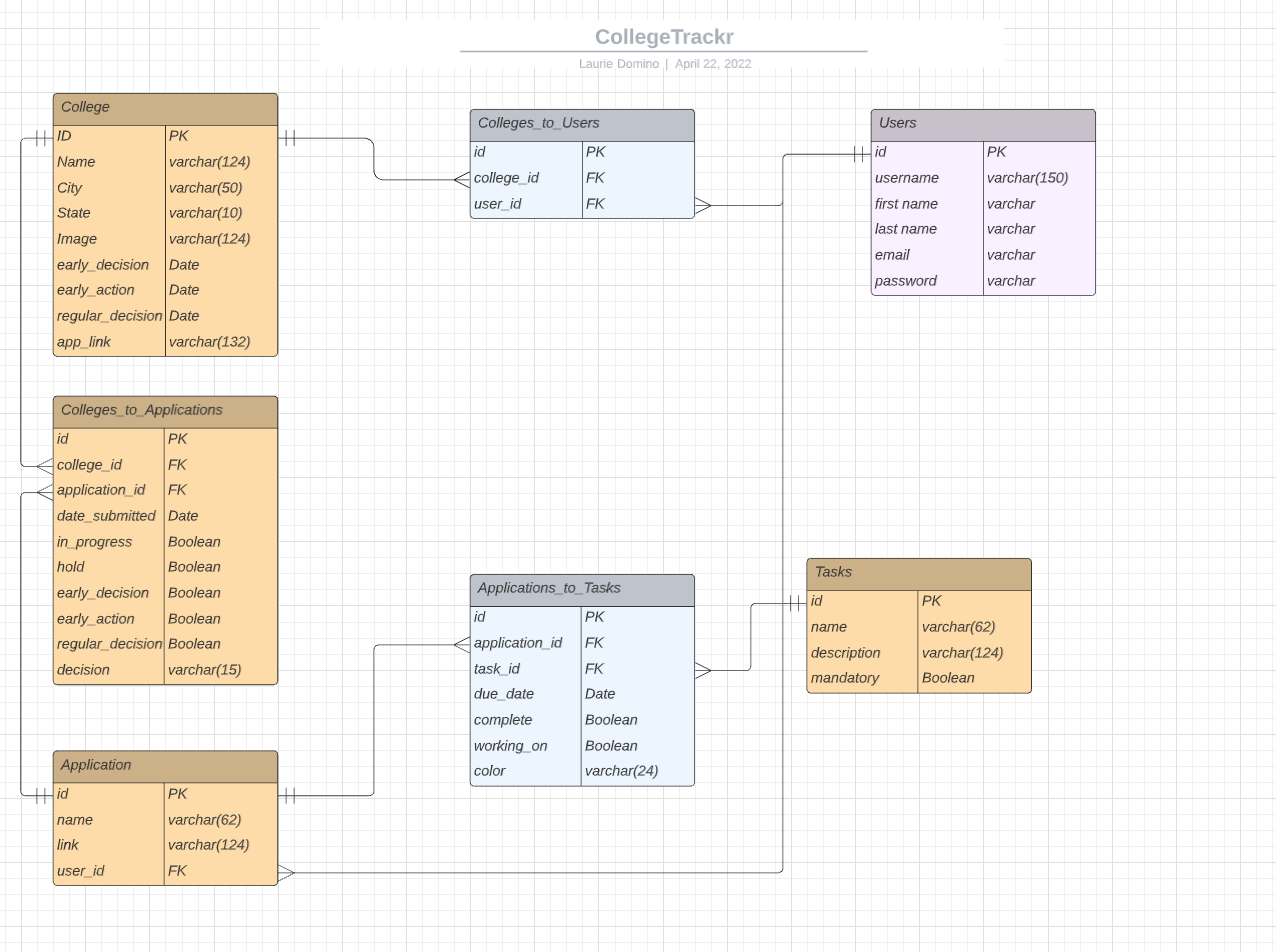 CollegeTrackr
Laurie Domino | April 22, 2022
College
ID PK
Name varchar(124)
City varchar(50)
State varchar(10)
Image varchar(124)
early_decision Date
early_action Date
regular_decision Date
app_link varchar(132)
Colleges_to_Users
id PK
college_id FK
user_id FK
Users
id PK
username varchar(150)
first name varchar
last name varchar
email varchar
password varchar
Colleges_to_Applications
id PK
college_id FK
application_id FK
date_submitted Date
in_progress Boolean
hold Boolean
early_decision Boolean
early_action Boolean
regular_decision Boolean
decision varchar(15)
Applications_to_Tasks
id PK
application_id FK
task_id FK
due_date Date
complete Boolean
working_on Boolean
color varchar(24)
Tasks
id PK
name varchar(62)
description varchar(124)
mandatory Boolean
Application
id PK
name varchar(62)
link varchar(124)
user_id FK